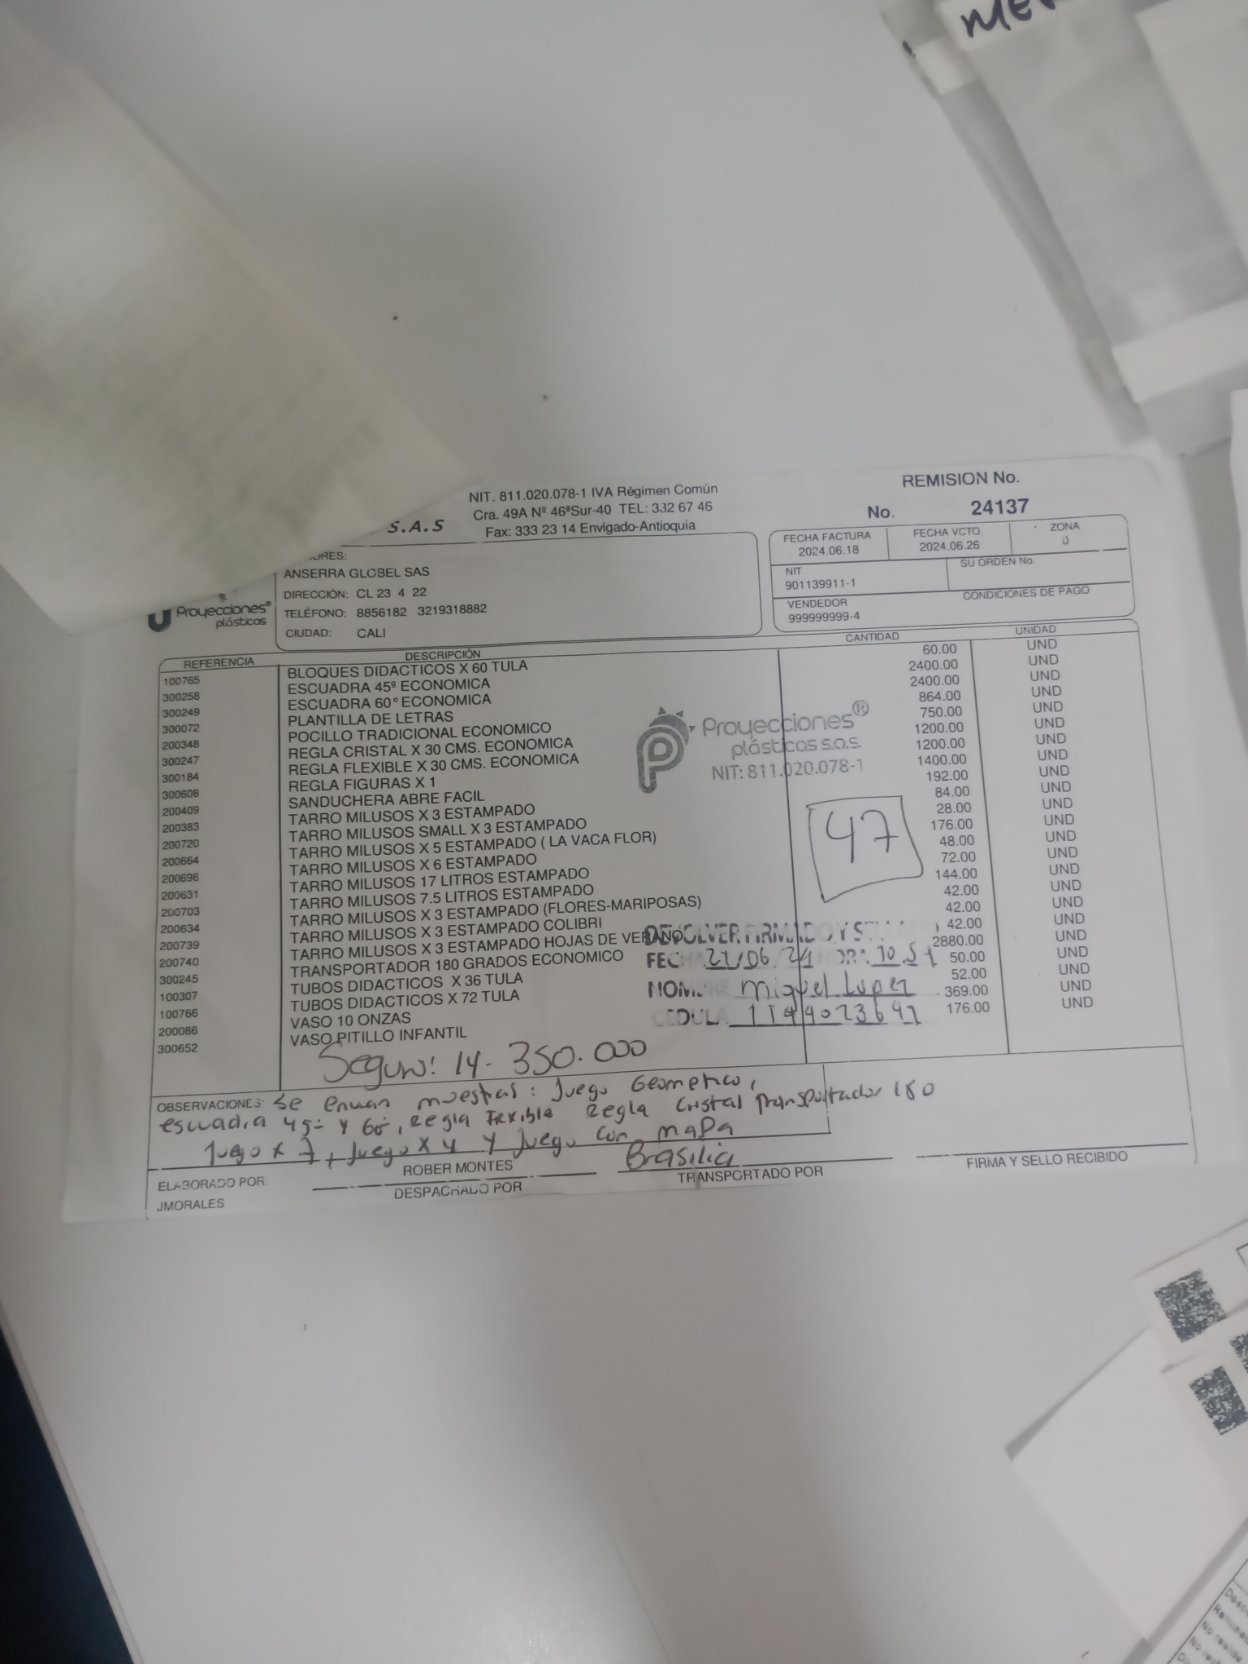 NIT. 811.020.078-1 IVA Régimen Común
Cra. 49A Nº 46ªSur-40 TEL: 332 67 46
S.A.S
Fax: 333 23 14 Envigado-Antioquia
REMISION No.
No. 24137
FECHA FACTURA
2024.06.18
FECHA VCTO.
2024.06.26
ZONA
0
NIT
901139911-1
SU ORDEN No.
VENDEDOR
999999999-4
CONDICIONES DE PAGO
ORES:
ANSERRA GLOBEL SAS
DIRECCIÓN: CL 23 4 22
TELÉFONO: 8856182 3219318882
CIUDAD: CALI
Proyecciones®
plásticas
REFERENCIA DESCRIPCIÓN CANTIDAD UNIDAD
100765 BLOQUES DIDACTICOS X 60 TULA 60.00 UND
300258 ESCUADRA 45º ECONOMICA 2400.00 UND
300249 ESCUADRA 60° ECONOMICA 2400.00 UND
300072 PLANTILLA DE LETRAS 864.00 UND
200348 POCILLO TRADICIONAL ECONOMICO 750.00 UND
300247 REGLA CRISTAL X 30 CMS. ECONOMICA 1200.00 UND
300184 REGLA FLEXIBLE X 30 CMS. ECONOMICA 1200.00 UND
300608 REGLA FIGURAS X 1 1400.00 UND
200409 SANDUCHERA ABRE FACIL 192.00 UND
200383 TARRO MILUSOS X 3 ESTAMPADO 84.00 UND
200720 TARRO MILUSOS SMALL X 3 ESTAMPADO 28.00 UND
200664 TARRO MILUSOS X 5 ESTAMPADO ( LA VACA FLOR) 176.00 UND
200696 TARRO MILUSOS X 6 ESTAMPADO 48.00 UND
200631 TARRO MILUSOS 17 LITROS ESTAMPADO 72.00 UND
200703 TARRO MILUSOS 7.5 LITROS ESTAMPADO 144.00 UND
200634 TARRO MILUSOS X 3 ESTAMPADO (FLORES-MARIPOSAS) 42.00 UND
200739 TARRO MILUSOS X 3 ESTAMPADO COLIBRI 42.00 UND
200740 TARRO MILUSOS X 3 ESTAMPADO HOJAS DE VERANO 42.00 UND
300245 TRANSPORTADOR 180 GRADOS ECONOMICO 2880.00 UND
100307 TUBOS DIDACTICOS X 36 TULA 50.00 UND
100766 TUBOS DIDACTICOS X 72 TULA 52.00 UND
200086 VASO 10 ONZAS 369.00 UND
300652 VASO PITILLO INFANTIL 176.00 UND
Proyecciones®
plásticas s.a.s.
NIT: 811.020.078-1
47
DEVOLVER FIRMADO Y
FECHA 21/06/24 HORA: 10.51
NOMBRE Miguel Lopez
CEDULA
Seguro: 14.350.000
OBSERVACIONES: Se envian muestras: Juego Geometrico,
escuadra 45° y 60°, Regla Flexible Regla Cristal Transportador 180
Juego x 7, Juego x 4 y Juego con mapa
ELABORADO POR:
JMORALES
ROBER MONTES
DESPACHADO POR
Brasilia
TRANSPORTADO POR
FIRMA Y SELLO RECIBIDO